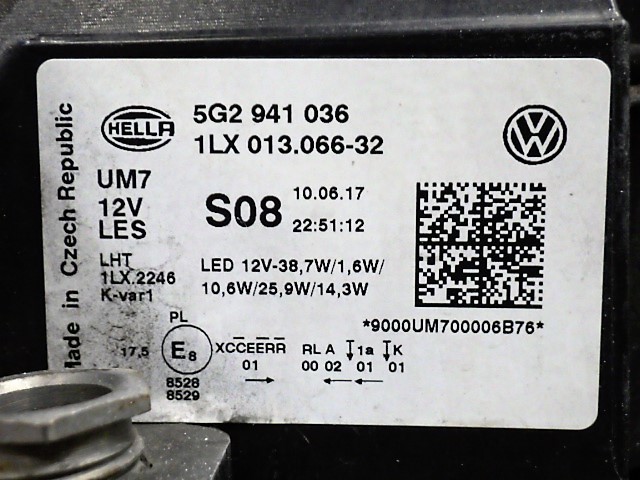 Made in Czech Republic
HELLA
5G2 941 036
1LX 013.066-32
VW
UM7
12V
LES
S08
10.06.17
22:51:12
LHT
1LX.2246
K-var1
LED 12V-38,7W/1,6W/
10,6W/25,9W/14,3W
*9000UM700006B76*
PL
17,5
E8
XCCEERR
01
RL A 1a K
00 02 01 01
8528
8529